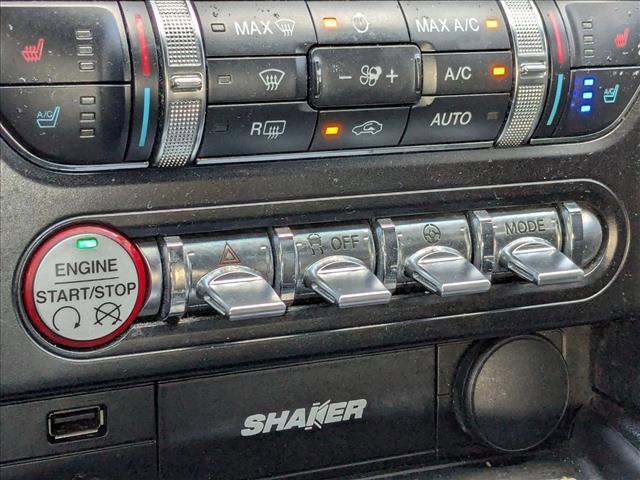 MAX
MAX A/C
A/C
− +
A/C
A/C
R
AUTO
OFF
MODE
ENGINE
START/STOP
SHAKER